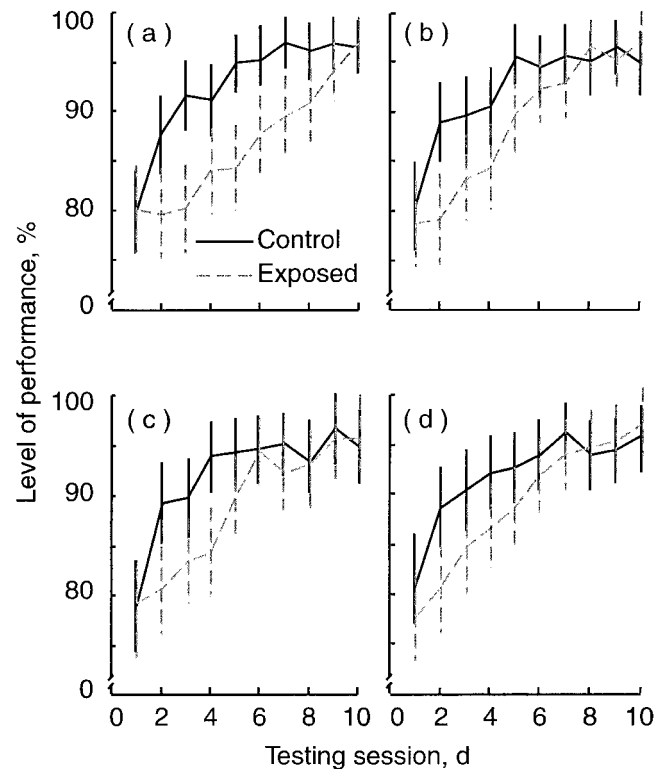 Level of performance, %
100
90
80
0
( a )
Control
Exposed
( b )
100
90
80
0
( c )
( d )
0 2 4 6 8 10 0 2 4 6 8 10
Testing session, d